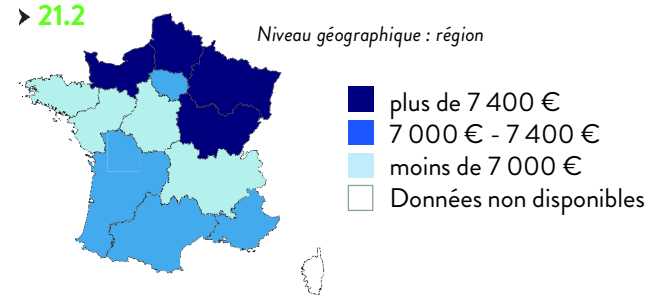 ➤ 21.2
Niveau géographique : région
plus de 7 400 €
7 000 € - 7 400 €
moins de 7 000 €
Données non disponibles